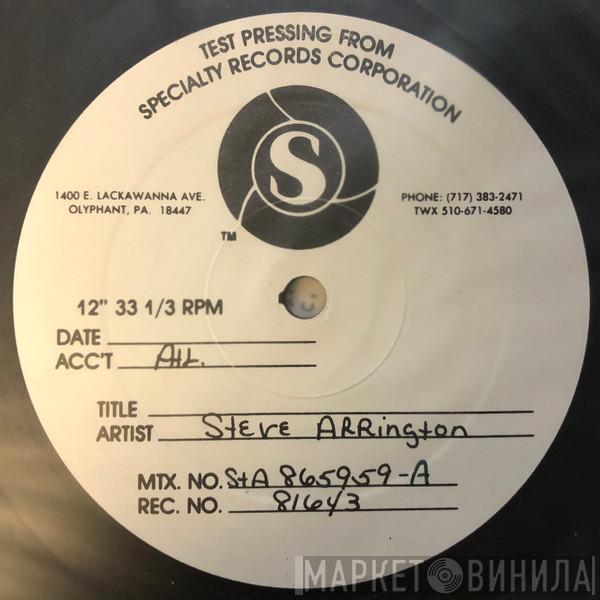 TEST PRESSING FROM
SPECIALTY RECORDS CORPORATION
S
1400 E. LACKAWANNA AVE.
OLYPHANT, PA. 18447
PHONE: (717) 383-2471
TWX 510-671-4580
TM
12" 33 1/3 RPM
DATE
ACC'T Atl.
TITLE
ARTIST Steve ARRington
MTX. NO. StA 865959-A
REC. NO. 81643
МАРКЕТ ВИНИЛА